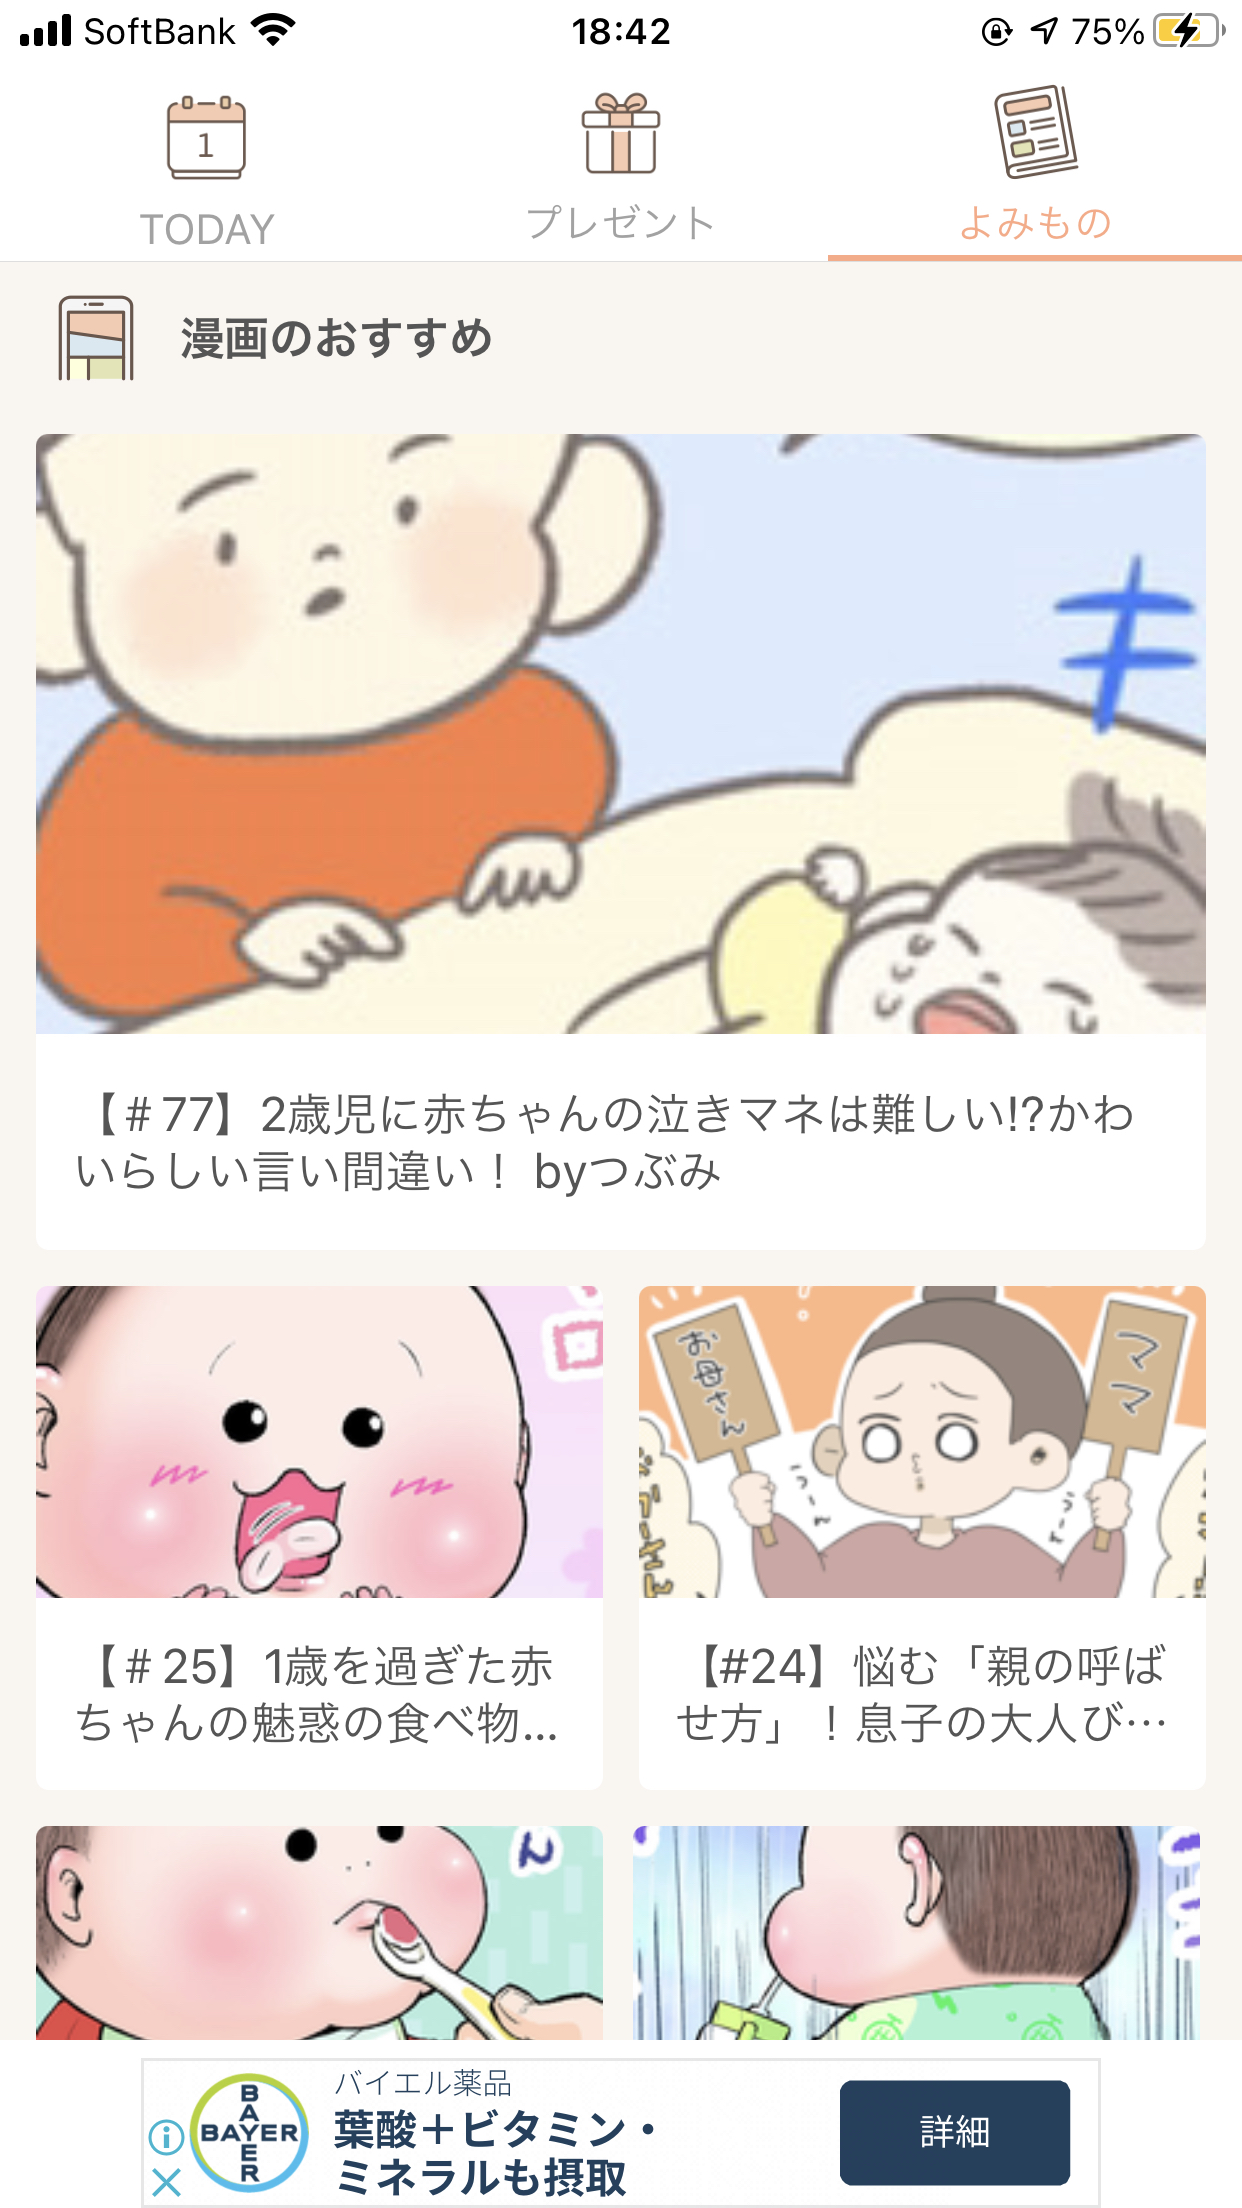 SoftBank 18:42 75%
1
TODAY プレゼント よみもの
漫画のおすすめ
【＃77】2歳児に赤ちゃんの泣きマネは難しい!?かわ
いらしい言い間違い！ byつぶみ
お母さん
ママ
うーん
うーん
【＃25】1歳を過ぎた赤
ちゃんの魅惑の食べ物...
【#24】悩む「親の呼ば
せ方」！息子の大人び…
ん
BAYER
BAYER
バイエル薬品
葉酸＋ビタミン・
ミネラルも摂取
詳細